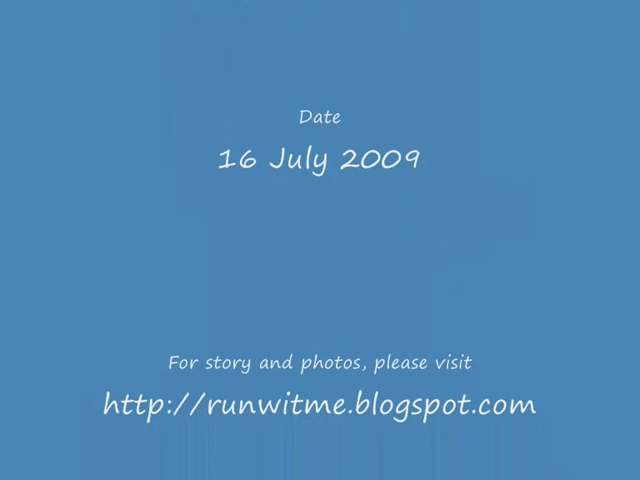 Date
16 July 2009
For story and photos, please visit
http://runwitme.blogspot.com